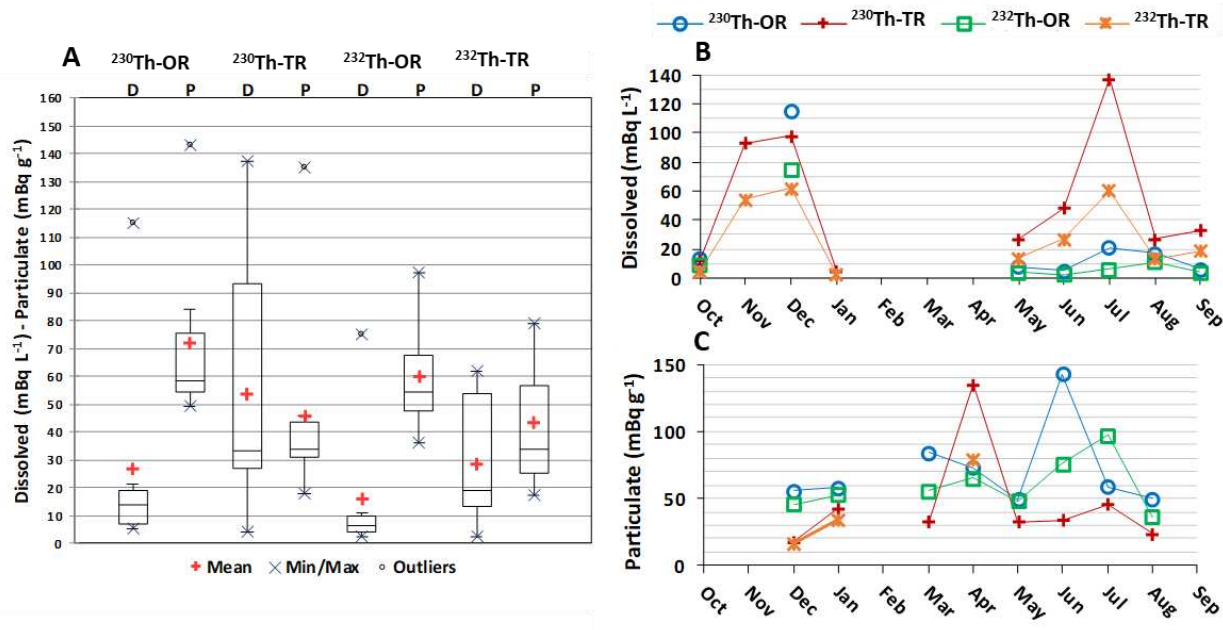 ²³⁰Th-OR ²³⁰Th-TR ²³²Th-OR ²³²Th-TR
A
²³⁰Th-OR ²³⁰Th-TR ²³²Th-OR ²³²Th-TR
D P D P D P D P
Dissolved (mBq L⁻¹) - Particulate (mBq g⁻¹)
160
150
140
130
120
110
100
90
80
70
60
50
40
30
20
10
0
Mean Min/Max Outliers
B
Dissolved (mBq L⁻¹)
140
120
100
80
60
40
20
0
Oct Nov Dec Jan Feb Mar Apr May Jun Jul Aug Sep
C
Particulate (mBq g⁻¹)
150
100
50
0
Oct Nov Dec Jan Feb Mar Apr May Jun Jul Aug Sep